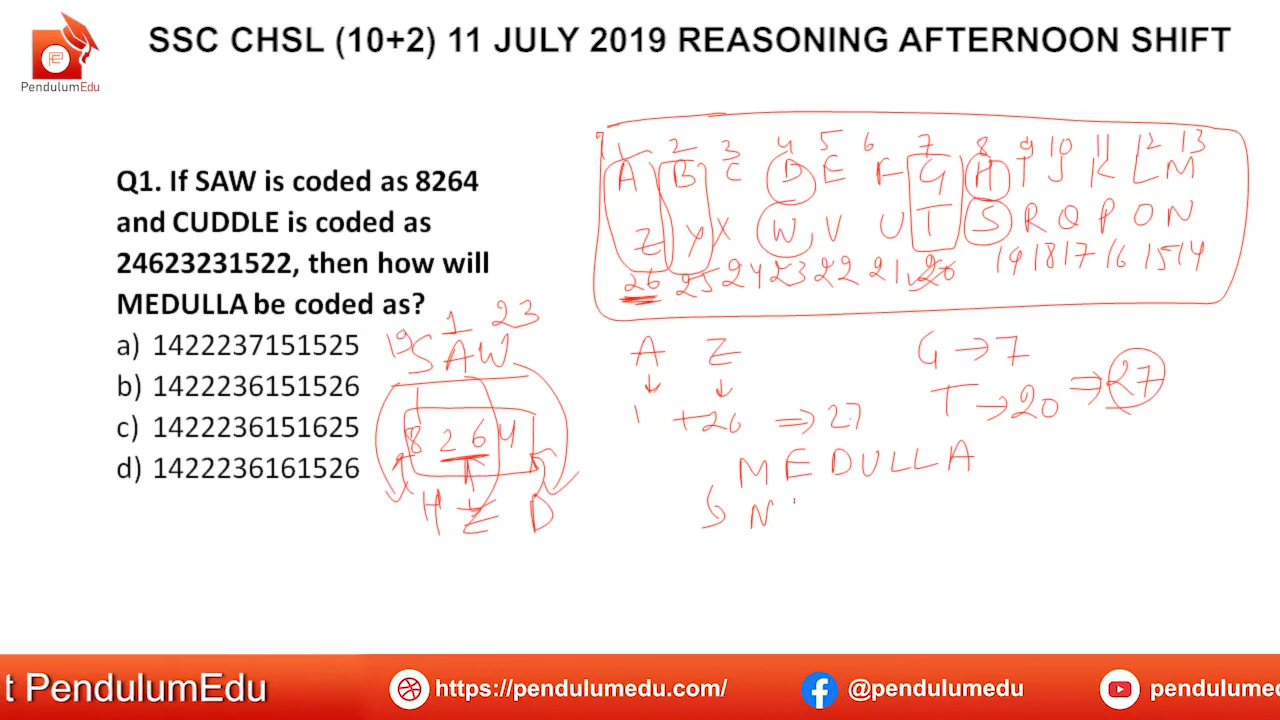 SSC CHSL (10+2) 11 JULY 2019 REASONING AFTERNOON SHIFT
PendulumEdu
Q1. If SAW is coded as 8264
and CUDDLE is coded as
24623231522, then how will
MEDULLA be coded as?
a) 1422237151525
b) 1422236151526
c) 1422236151625
d) 1422236161526
1 2 3 4 5 6 7 8 9 10 11 12 13
A B C D E F G H I J K L M
Z Y X W V U T S R Q P O N
26 25 24 23 22 21 20 19 18 17 16 15 14
19 1 23
SAW
8 26 4
H Z D
A Z
1 +26 ⇒ 27
G → 7
T → 20 ⇒ 27
MEDULLA
N
t PendulumEdu
https://pendulumedu.com/
@pendulumedu
pendulumedu